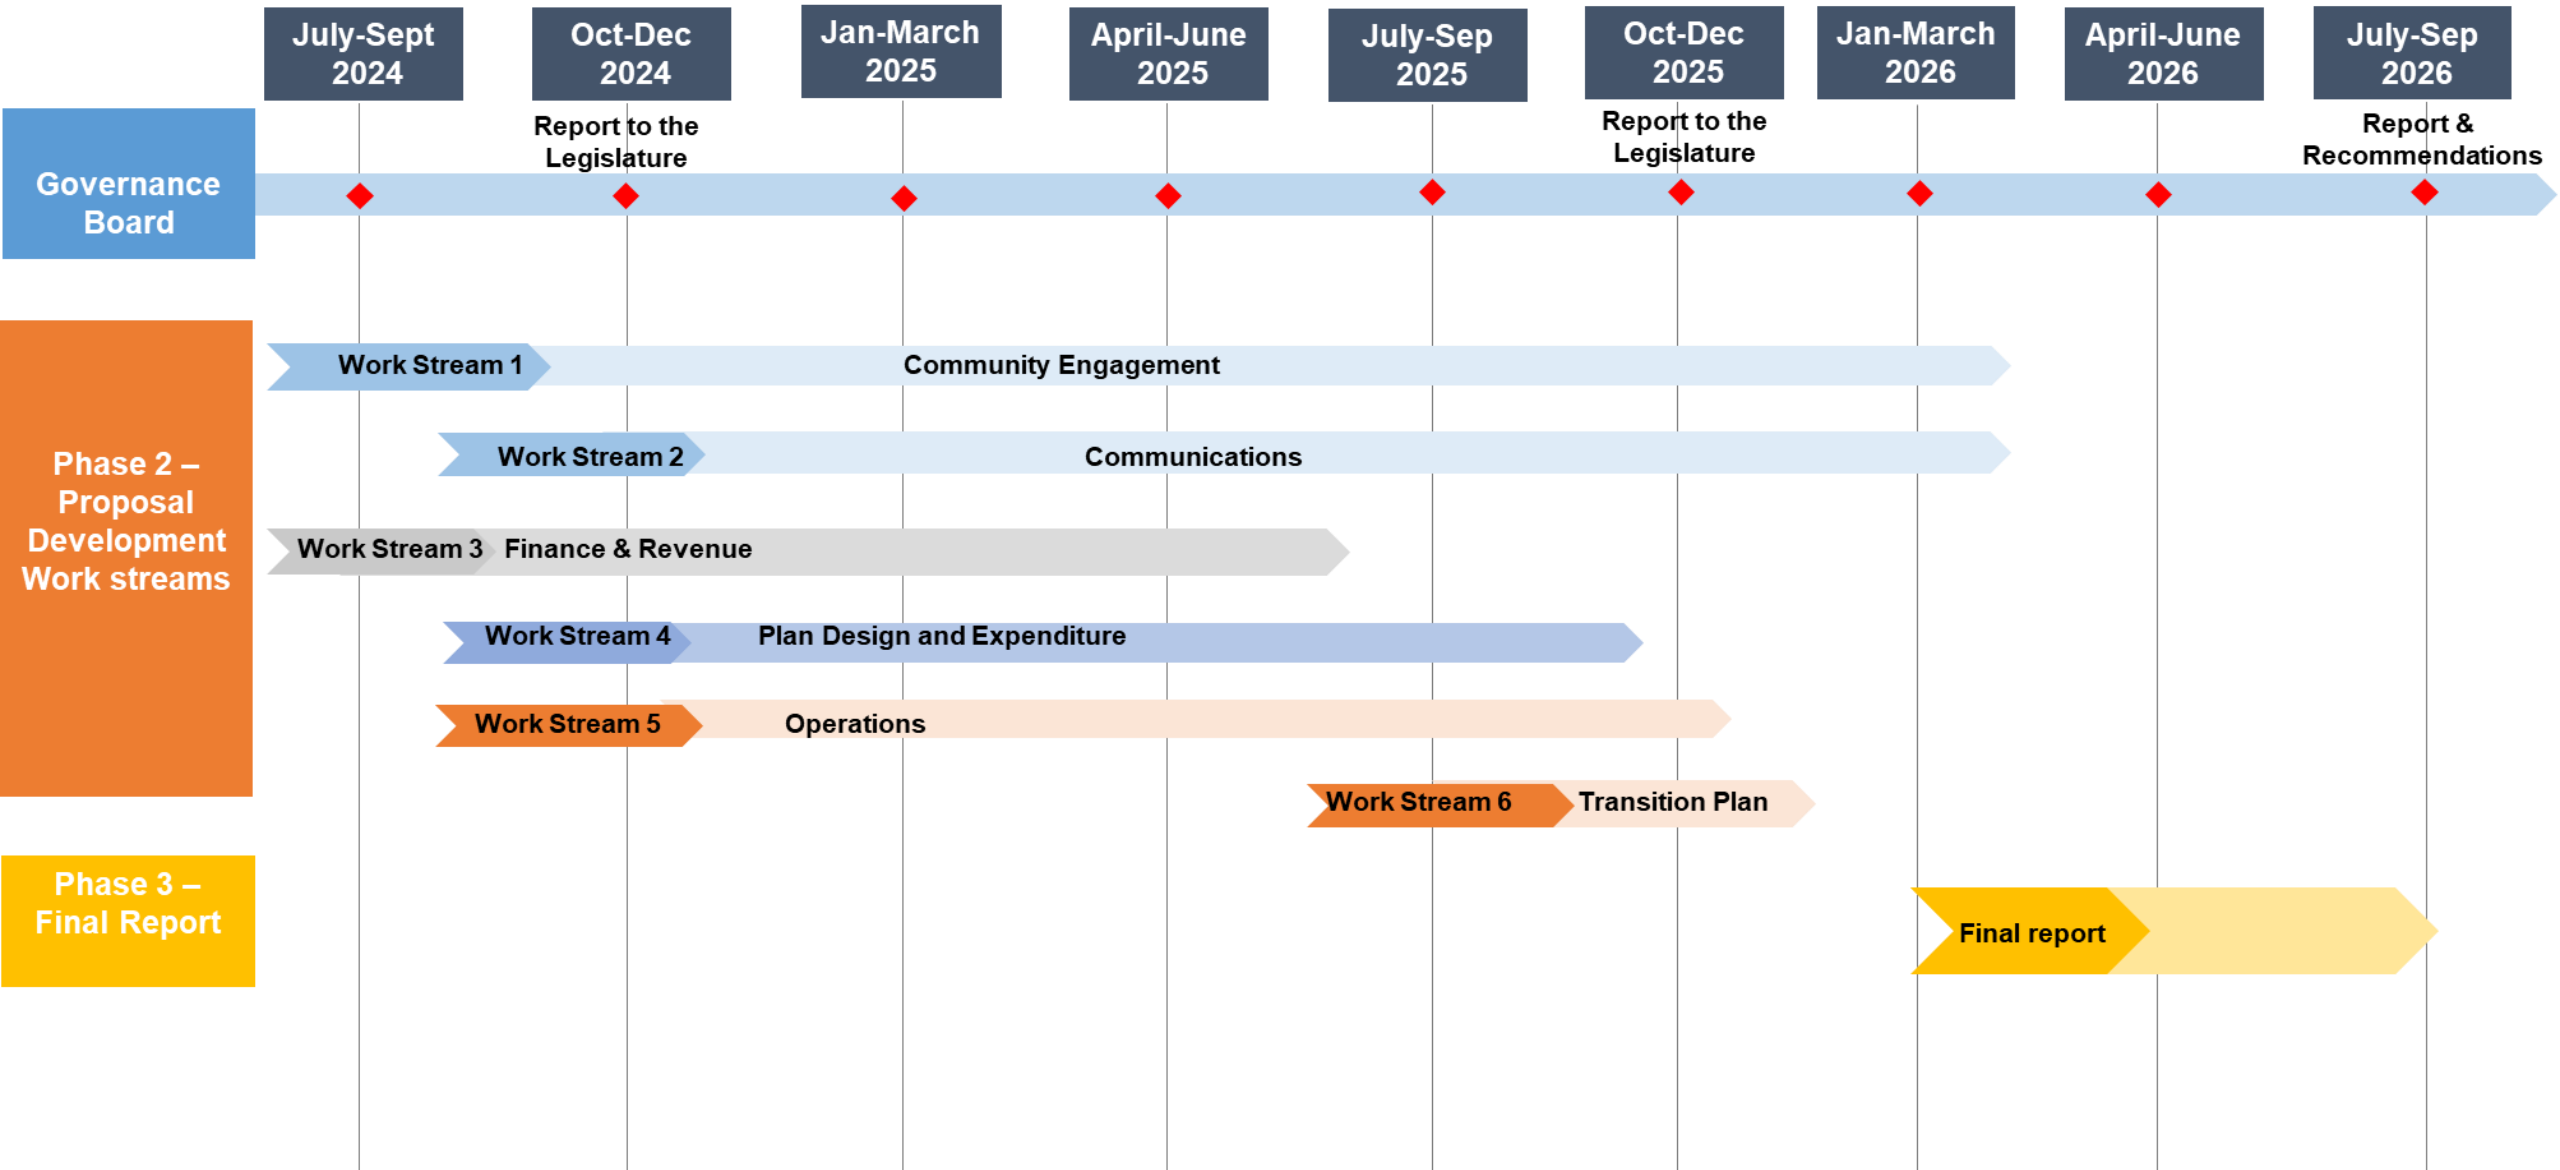 July-Sept
2024
Oct-Dec
2024
Jan-March
2025
April-June
2025
July-Sep
2025
Oct-Dec
2025
Jan-March
2026
April-June
2026
July-Sep
2026
Report to the
Legislature
Report to the
Legislature
Report &
Recommendations
Governance
Board
Phase 2 –
Proposal
Development
Work streams
Work Stream 1
Community Engagement
Work Stream 2
Communications
Work Stream 3
Finance & Revenue
Work Stream 4
Plan Design and Expenditure
Work Stream 5
Operations
Work Stream 6
Transition Plan
Phase 3 –
Final Report
Final report